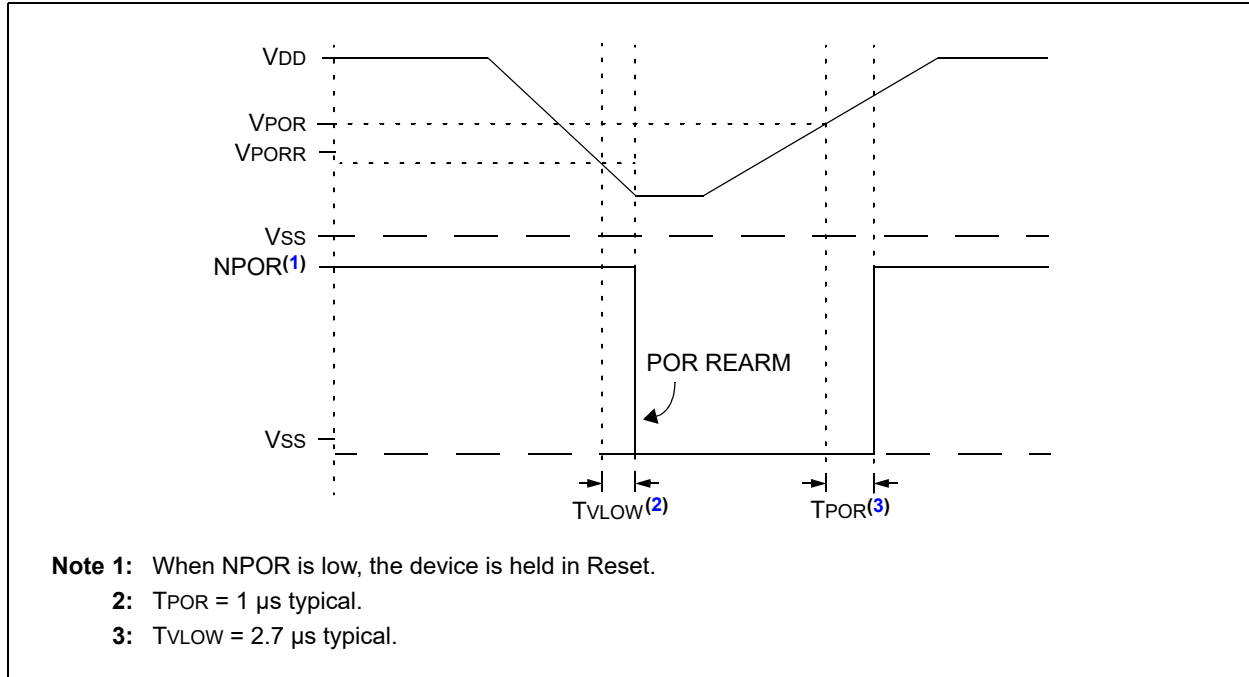 VDD
VPOR
VPORR
VSS
NPOR(1)
POR REARM
VSS
TVLOW(2)
TPOR(3)
Note 1: When NPOR is low, the device is held in Reset.
2: TPOR = 1 μs typical.
3: TVLOW = 2.7 μs typical.